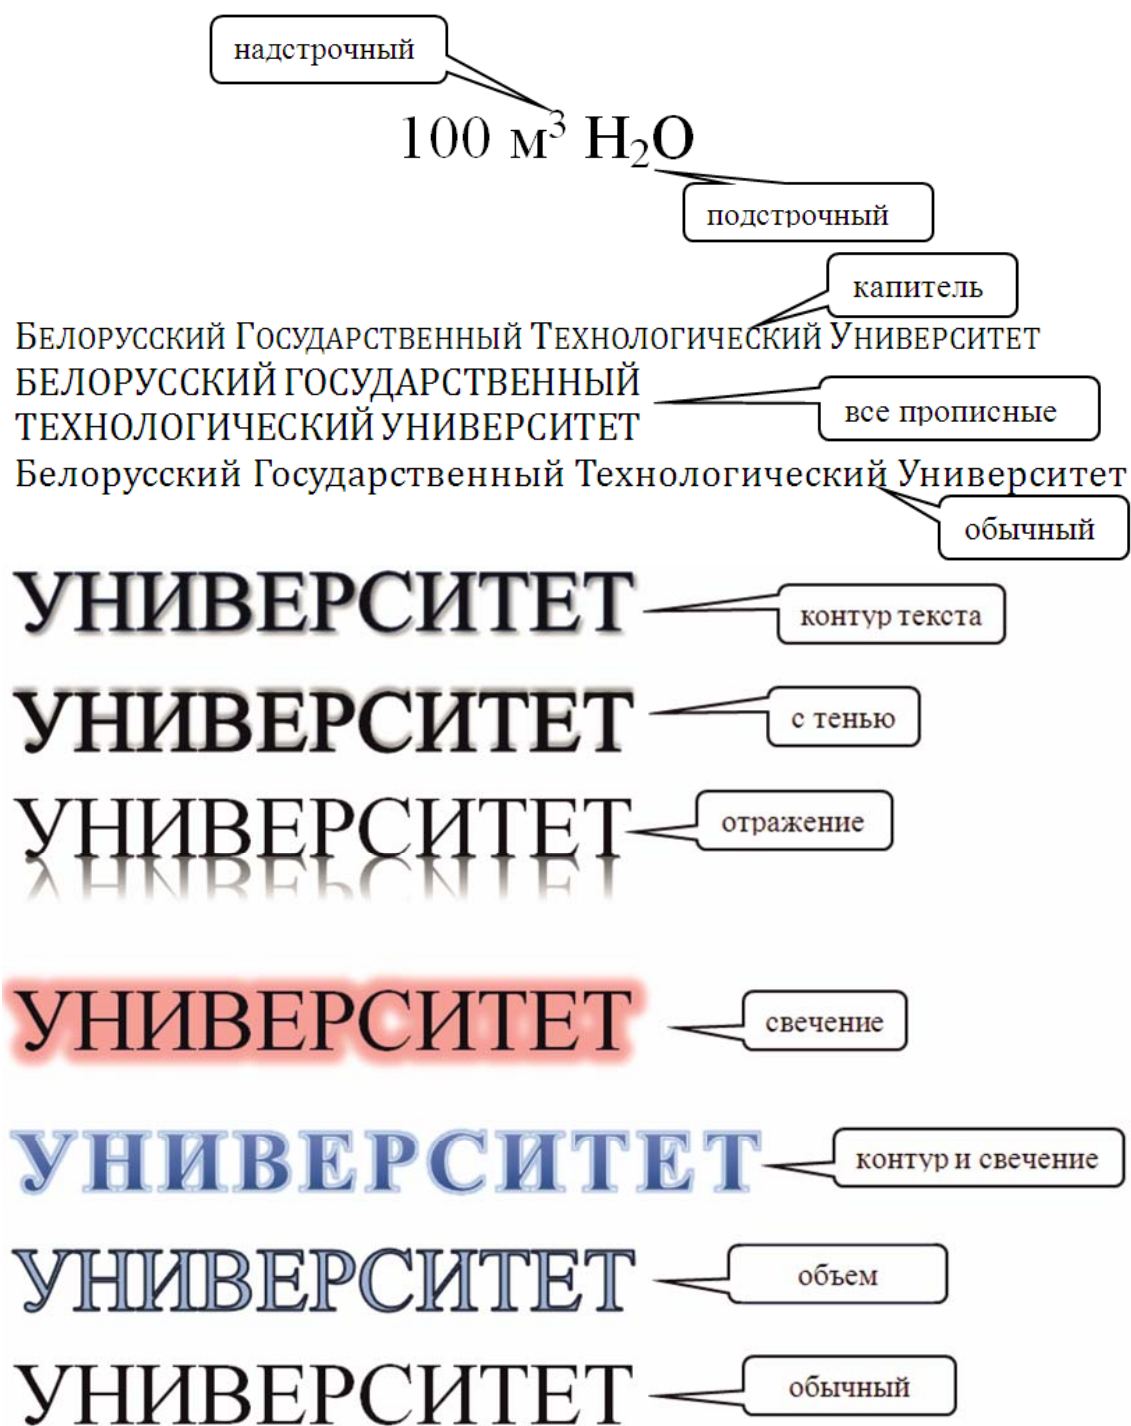 надстрочный
100 м³ H₂O
подстрочный
капитель
Белорусский Государственный Технологический Университет
БЕЛОРУССКИЙ ГОСУДАРСТВЕННЫЙ
ТЕХНОЛОГИЧЕСКИЙ УНИВЕРСИТЕТ
все прописные
Белорусский Государственный Технологический Университет
обычный
УНИВЕРСИТЕТ
контур текста
УНИВЕРСИТЕТ
с тенью
УНИВЕРСИТЕТ
отражение
УНИВЕРСИТЕТ
свечение
УНИВЕРСИТЕТ
контур и свечение
УНИВЕРСИТЕТ
объем
УНИВЕРСИТЕТ
обычный